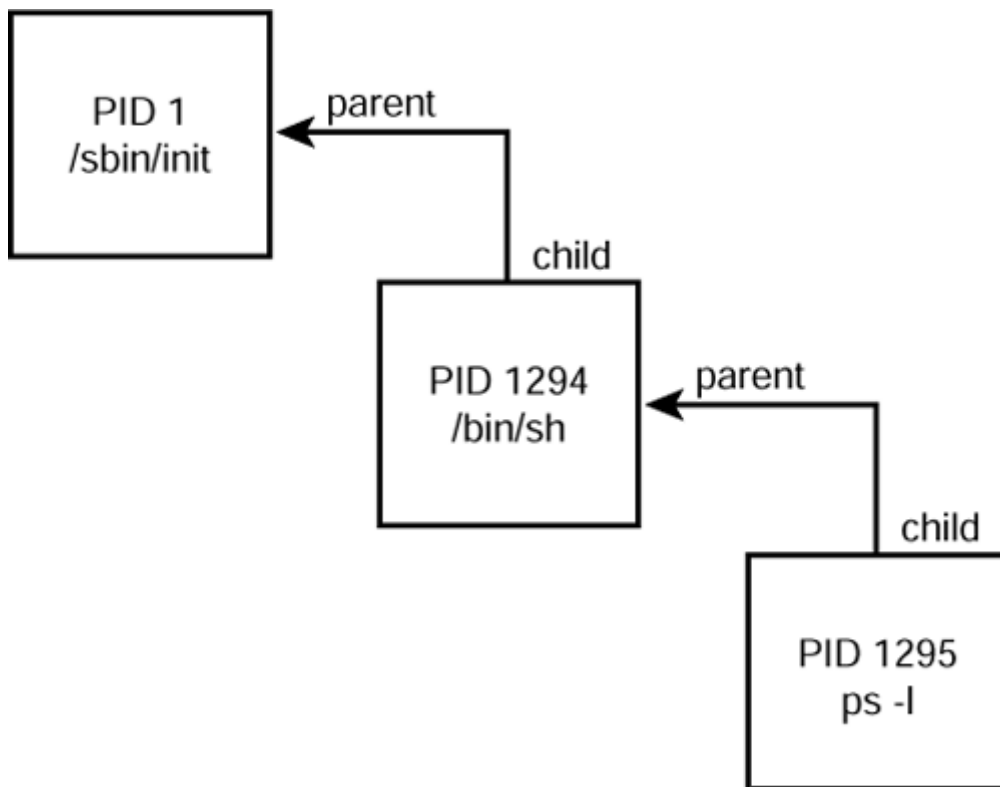 PID 1
/sbin/init
parent
child
PID 1294
/bin/sh
parent
child
PID 1295
ps -l